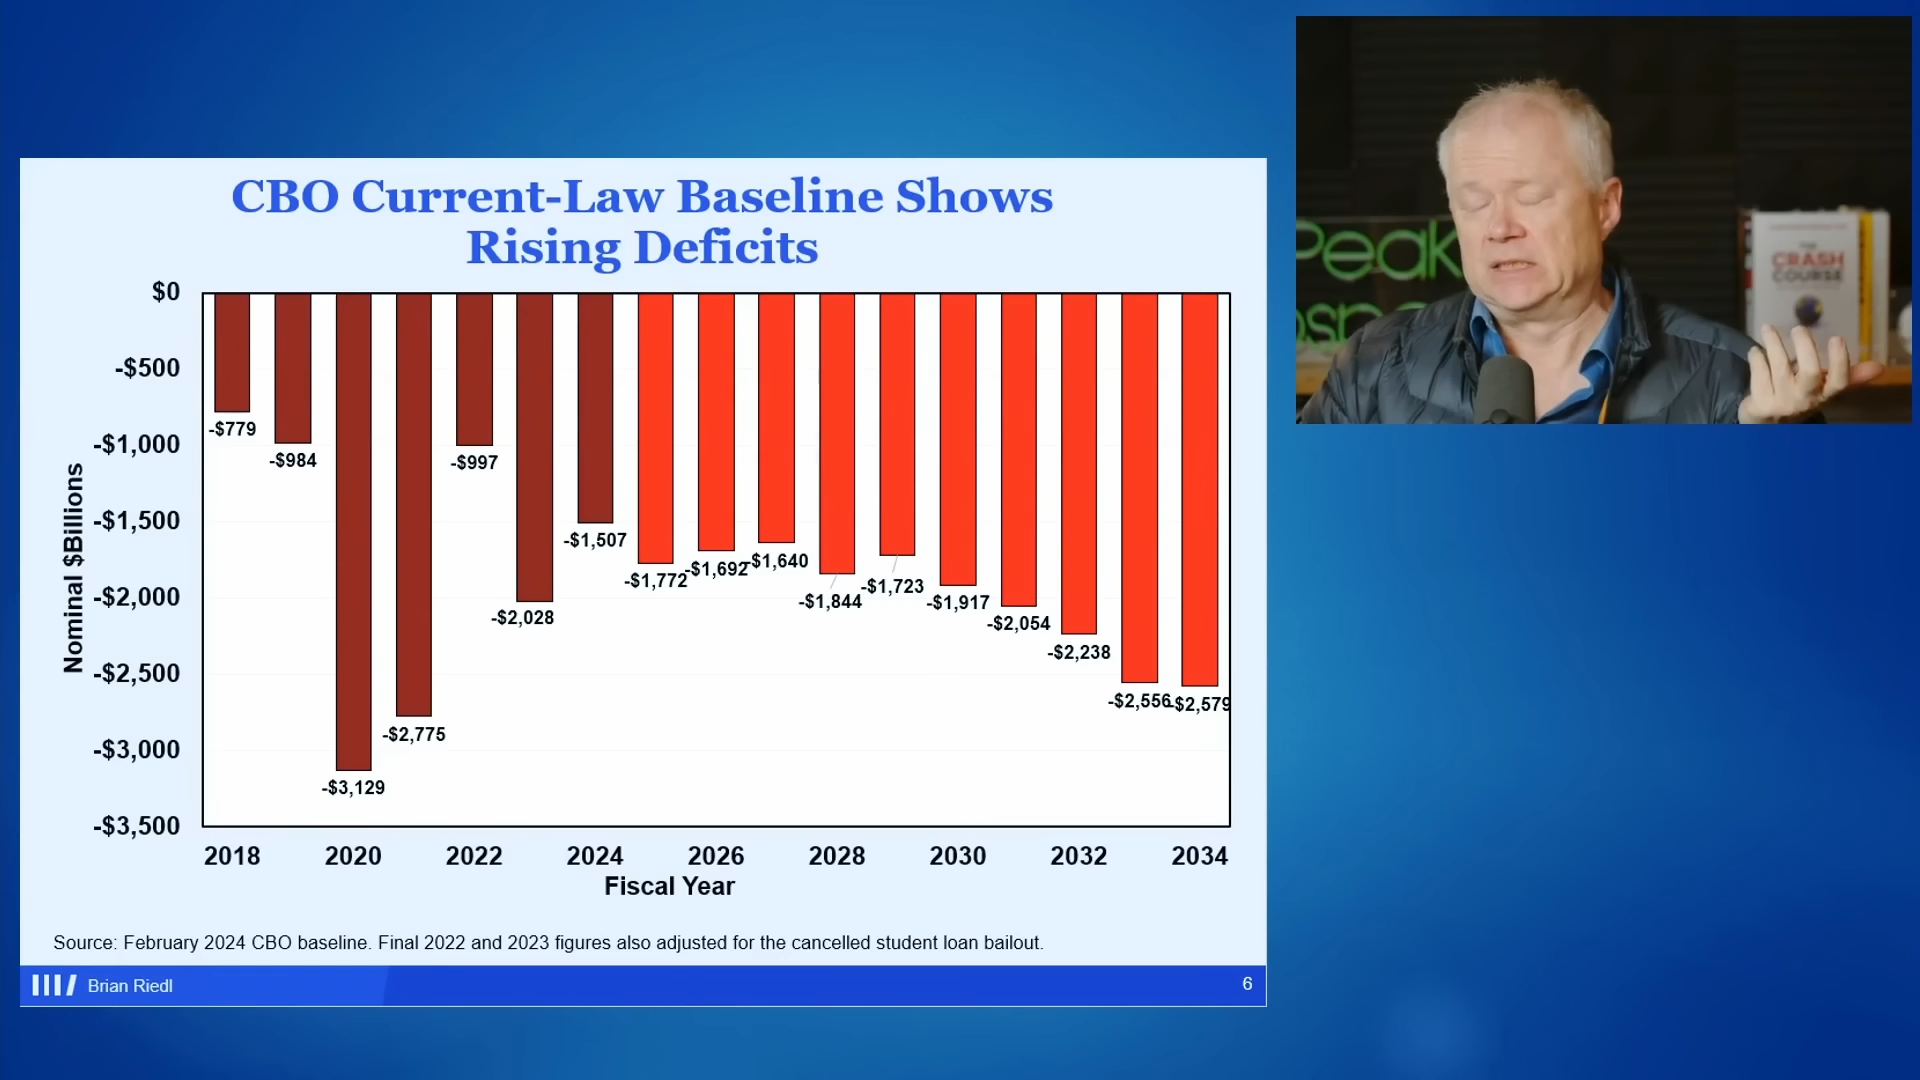 CBO Current-Law Baseline Shows
Rising Deficits
$0
-$500
-$1,000
-$1,500
-$2,000
-$2,500
-$3,000
-$3,500
Nominal $Billions
-$779
-$984
-$3,129
-$2,775
-$997
-$2,028
-$1,507
-$1,772
-$1,692
-$1,640
-$1,844
-$1,723
-$1,917
-$2,054
-$2,238
-$2,556
-$2,579
2018 2020 2022 2024 2026 2028 2030 2032 2034
Fiscal Year
Source: February 2024 CBO baseline. Final 2022 and 2023 figures also adjusted for the cancelled student loan bailout.
Brian Riedl
6
Peak
THE
CRASH
COURSE